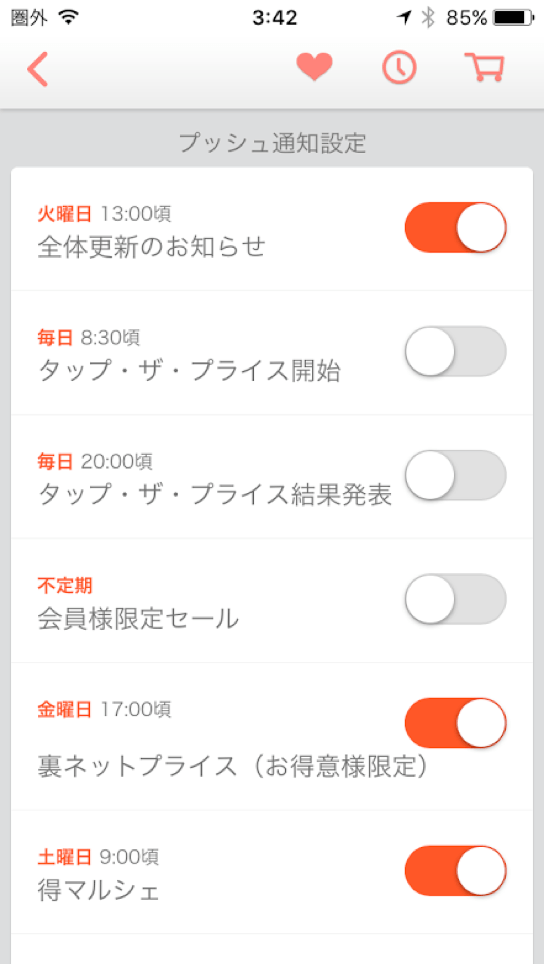 圏外 3:42 85%
プッシュ通知設定
火曜日 13:00頃
全体更新のお知らせ
毎日 8:30頃
タップ・ザ・プライス開始
毎日 20:00頃
タップ・ザ・プライス結果発表
不定期
会員様限定セール
金曜日 17:00頃
裏ネットプライス（お得意様限定）
土曜日 9:00頃
得マルシェ